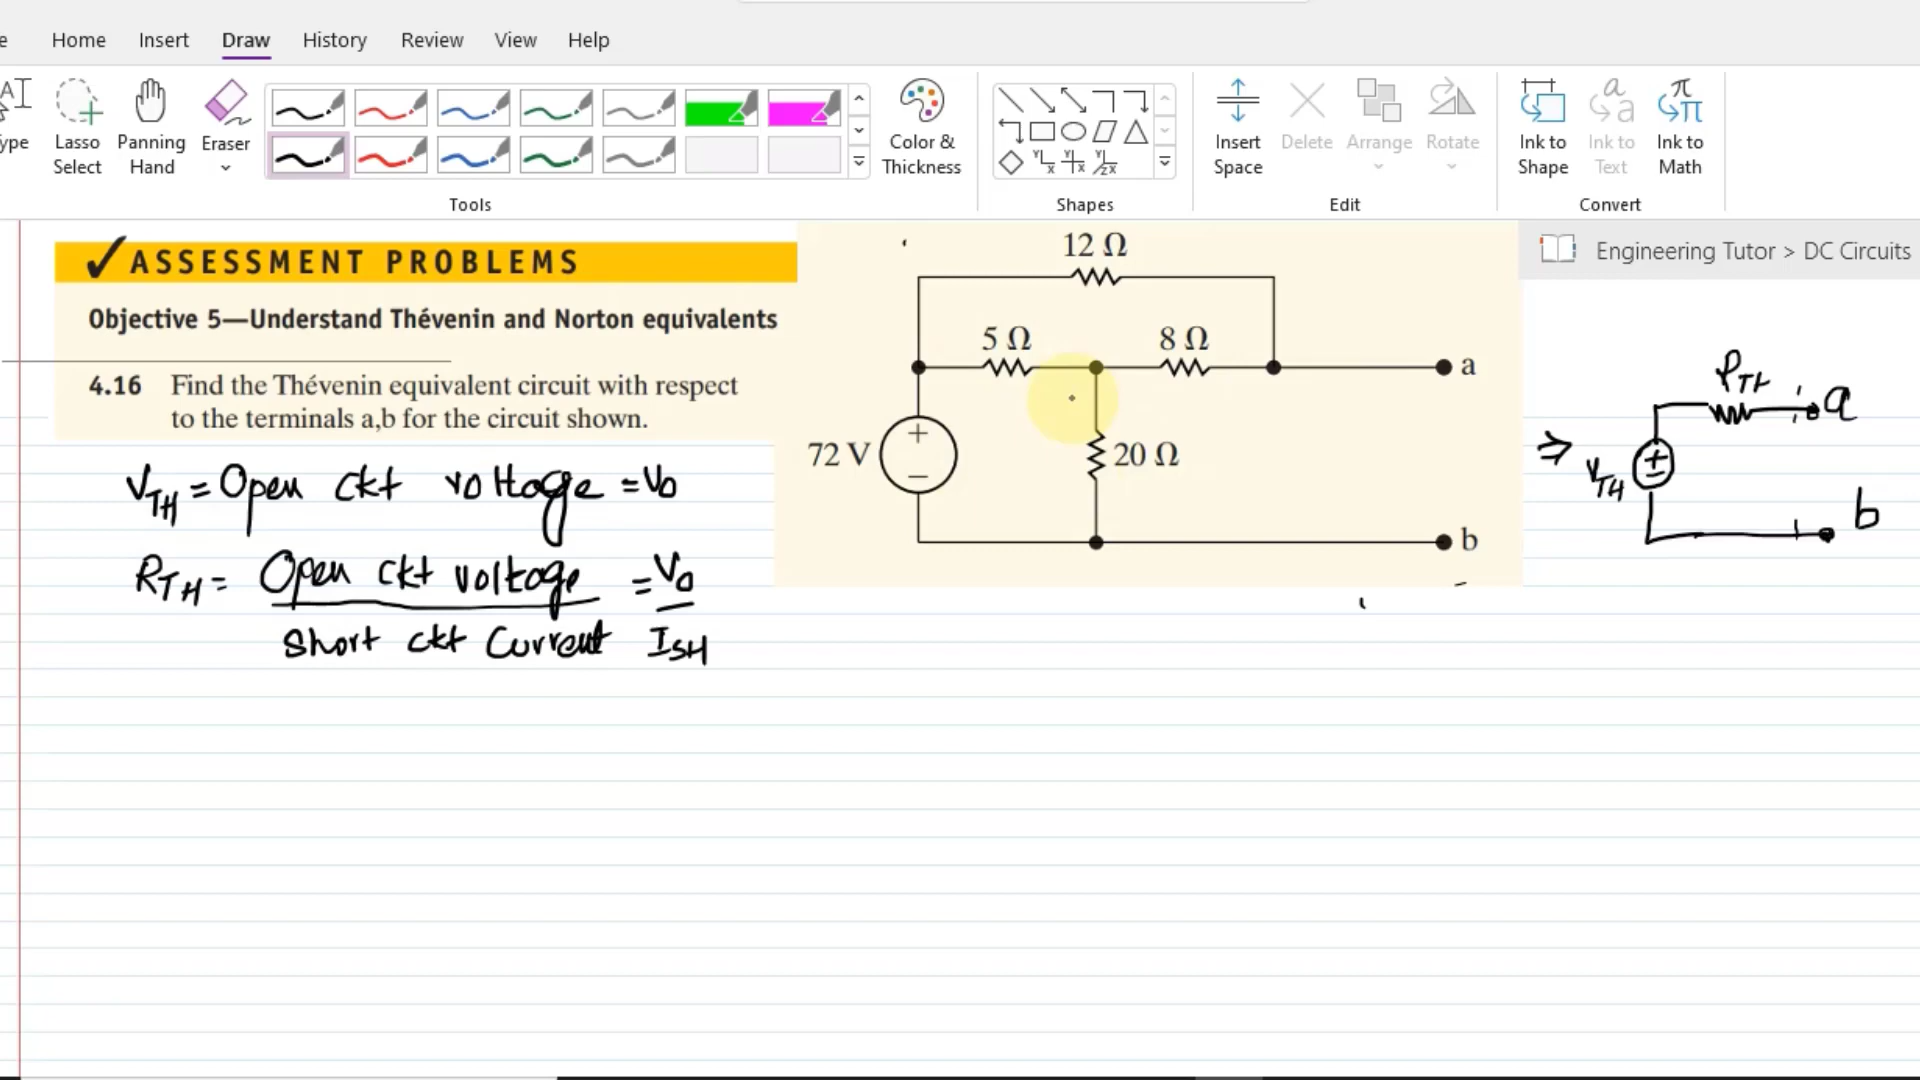 e Home Insert Draw History Review View Help
Type
Lasso Select
Panning Hand
Eraser
Color & Thickness
Insert Space
Delete
Arrange
Rotate
Ink to Shape
Ink to Text
Ink to Math
Tools Shapes Edit Convert
ASSESSMENT PROBLEMS
Engineering Tutor > DC Circuits
Objective 5—Understand Thévenin and Norton equivalents
4.16 Find the Thévenin equivalent circuit with respect
to the terminals a,b for the circuit shown.
VTH = Open ckt voltage = Vo
RTH = Open ckt voltage = Vo
Short ckt Current ISH
12 Ω
5 Ω 8 Ω
a
72 V + − 20 Ω
b
RTH a
⇒ VTH + −
b